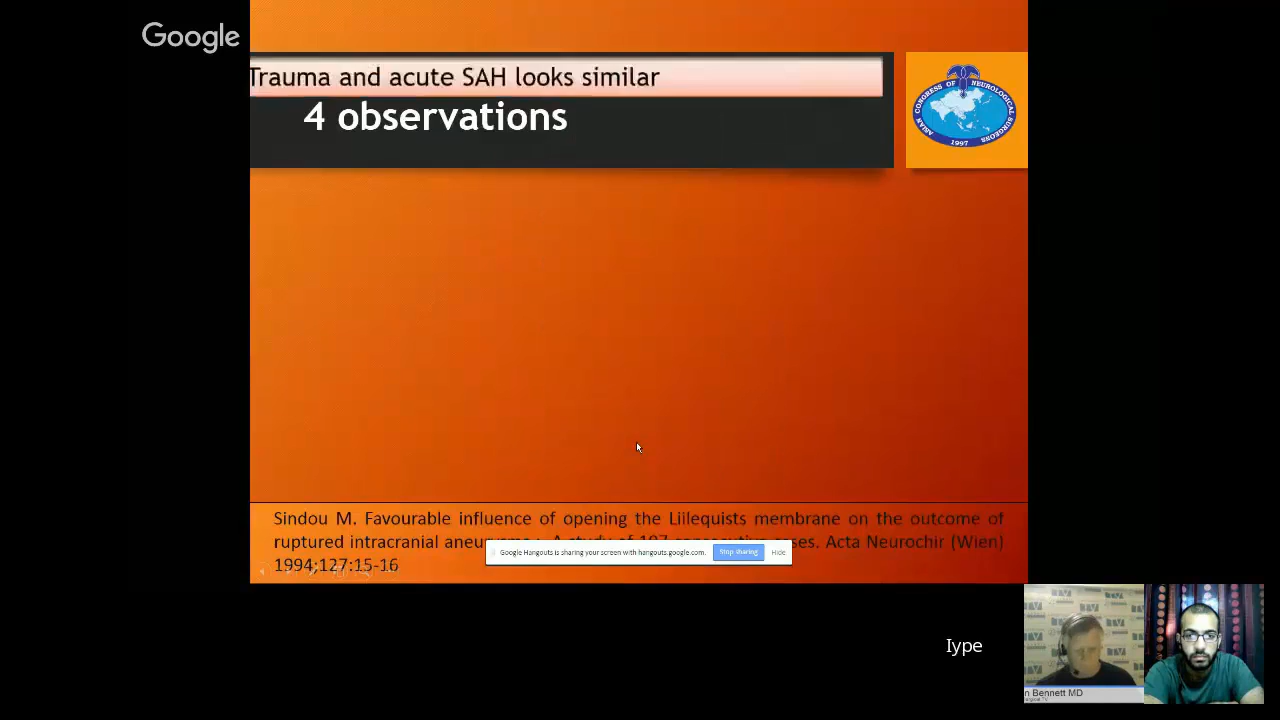 Google
Trauma and acute SAH looks similar
4 observations
ASIAN CONGRESS OF NEUROLOGICAL SURGEONS
1997
Sindou M. Favourable influence of opening the Liilequists membrane on the outcome of
ruptured intracranial A study of 197 consecutive cases. Acta Neurochir (Wien)
1994;127:15-16
Google Hangouts is sharing your screen with hangouts.google.com. Stop sharing Hide
Iype
n Bennett MD